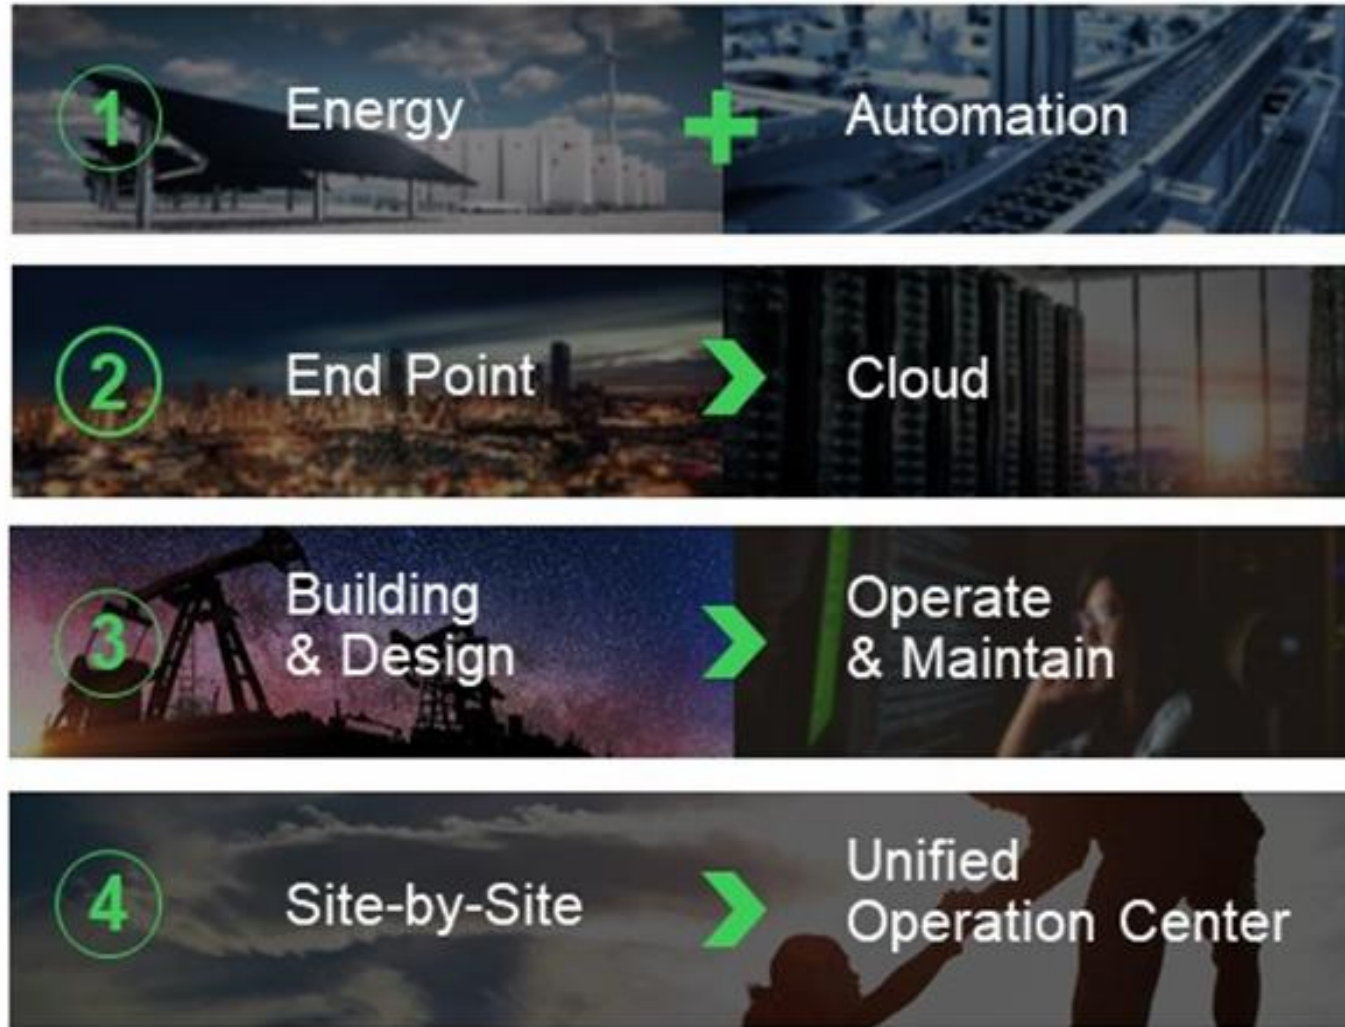 1 Energy + Automation
2 End Point Cloud
3 Building Operate
& Design & Maintain
4 Site-by-Site Unified
Operation Center